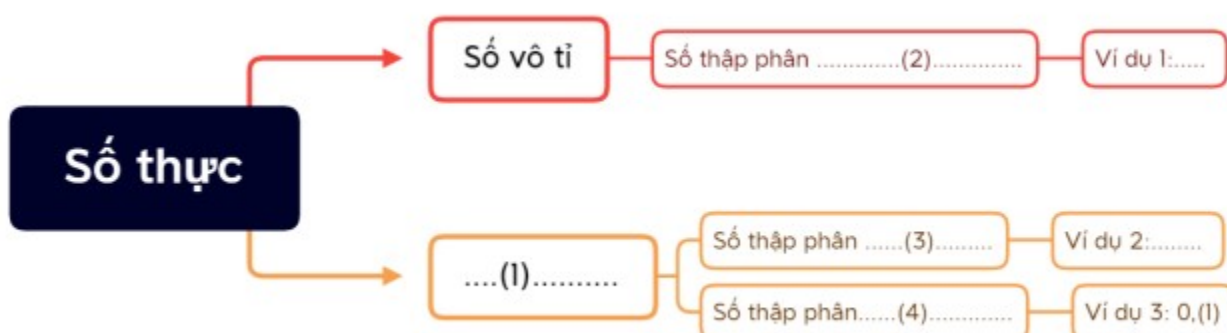 Số thực
Số vô tỉ
Số thập phân .............(2)..............
Ví dụ 1:.....
....(1)..........
Số thập phân ......(3).........
Ví dụ 2:........
Số thập phân......(4).............
Ví dụ 3: 0,(1)